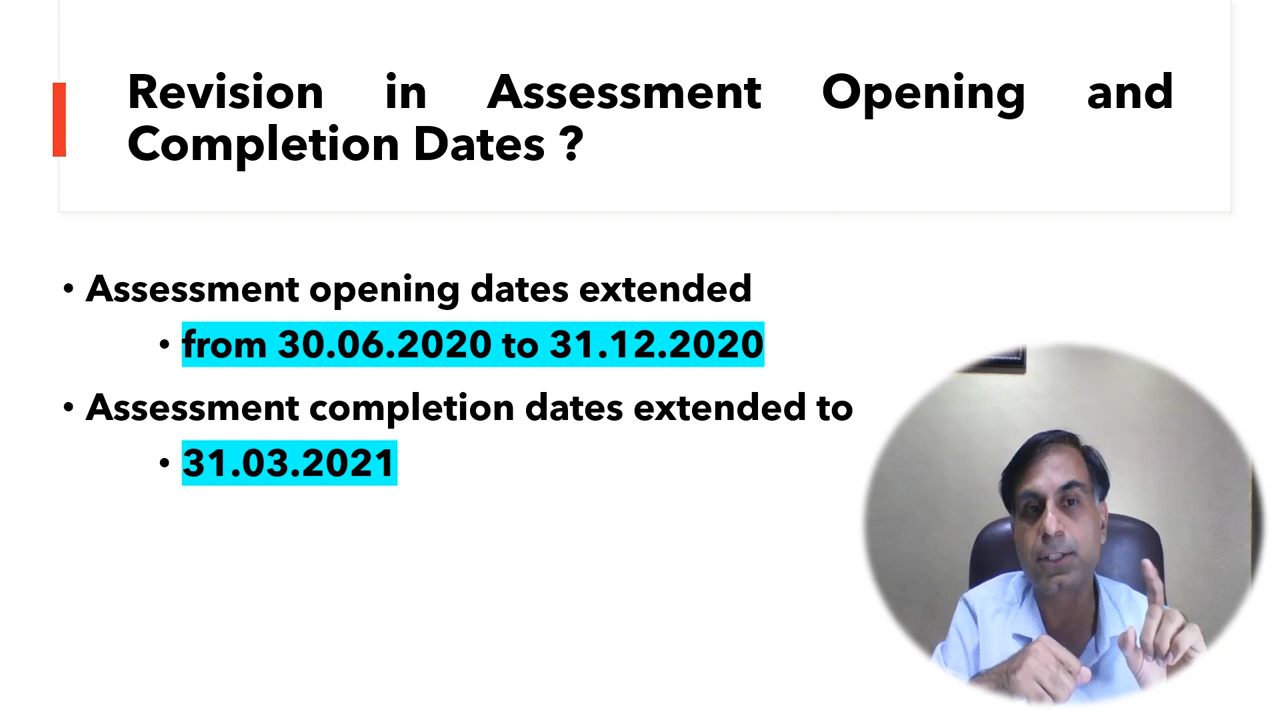 Revision in Assessment Opening and
Completion Dates ?
• Assessment opening dates extended
• from 30.06.2020 to 31.12.2020
• Assessment completion dates extended to
• 31.03.2021